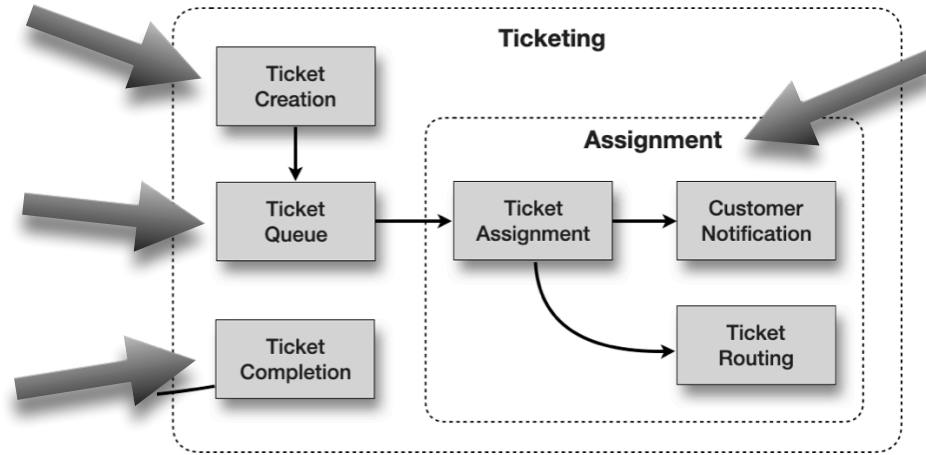 Ticketing
Ticket
Creation
Assignment
Ticket
Queue
Ticket
Assignment
Customer
Notification
Ticket
Completion
Ticket
Routing